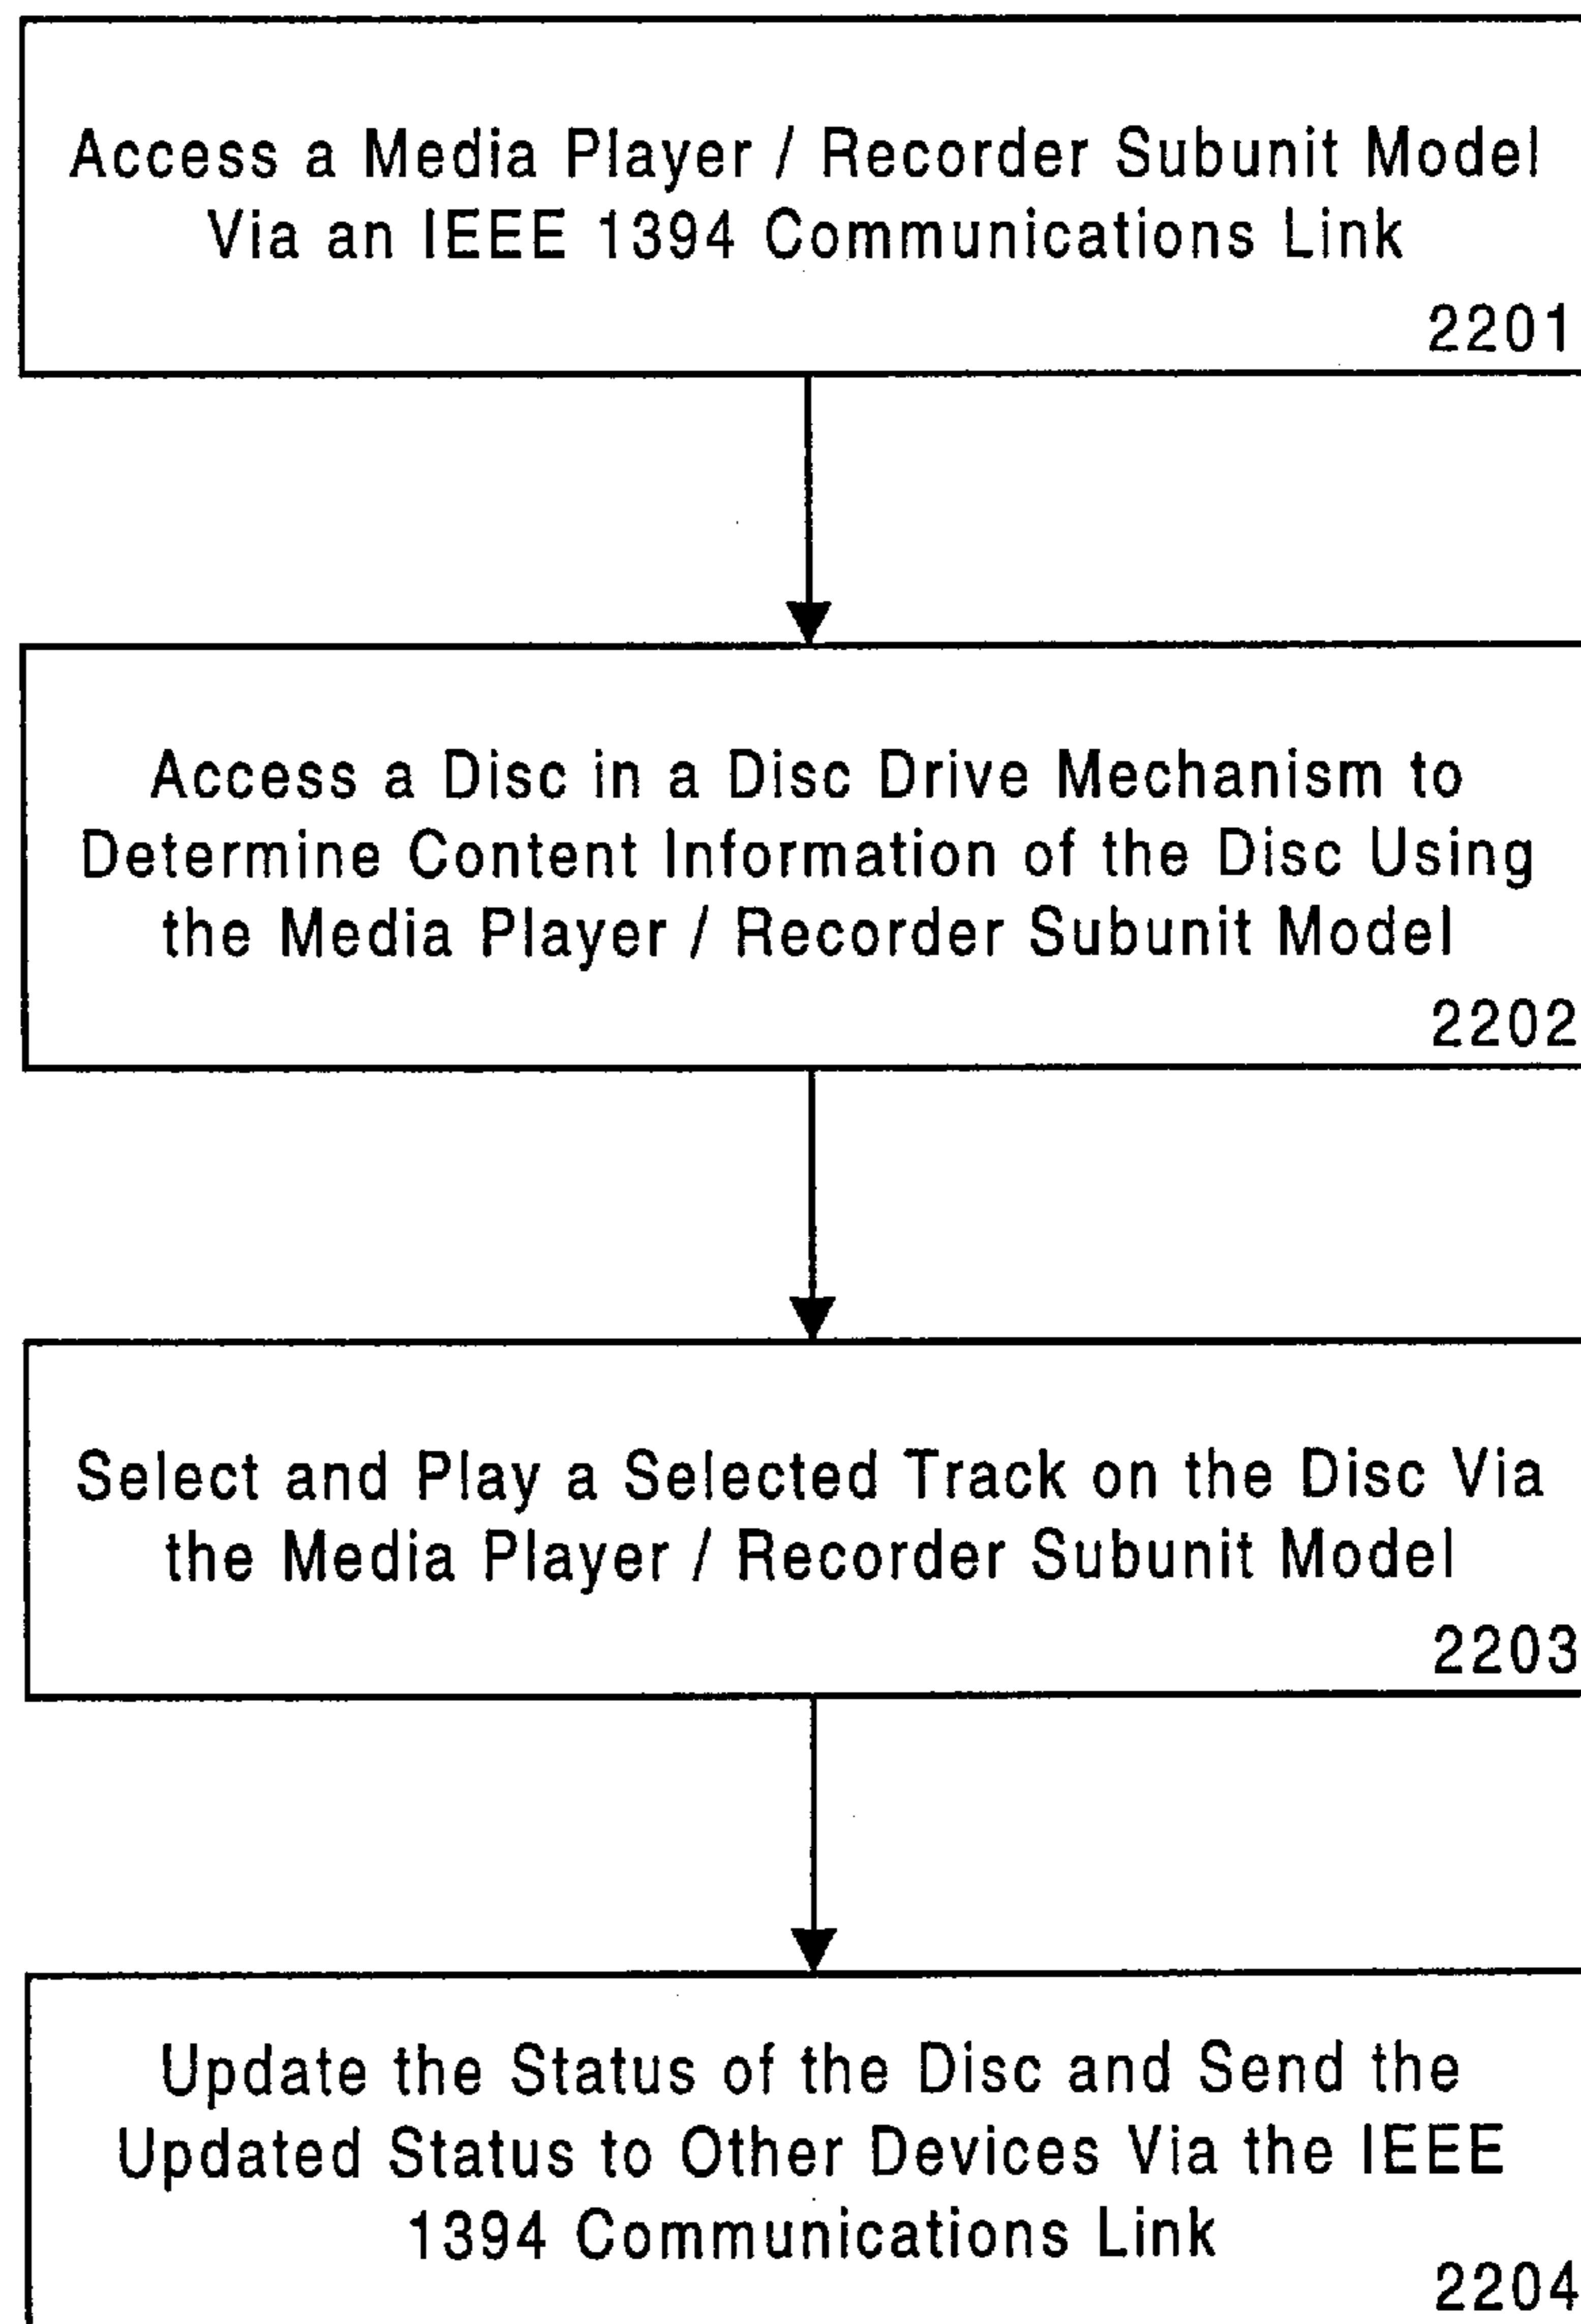 Access a Media Player / Recorder Subunit Model
Via an IEEE 1394 Communications Link
2201
Access a Disc in a Disc Drive Mechanism to
Determine Content Information of the Disc Using
the Media Player / Recorder Subunit Model
2202
Select and Play a Selected Track on the Disc Via
the Media Player / Recorder Subunit Model
2203
Update the Status of the Disc and Send the
Updated Status to Other Devices Via the IEEE
1394 Communications Link
2204